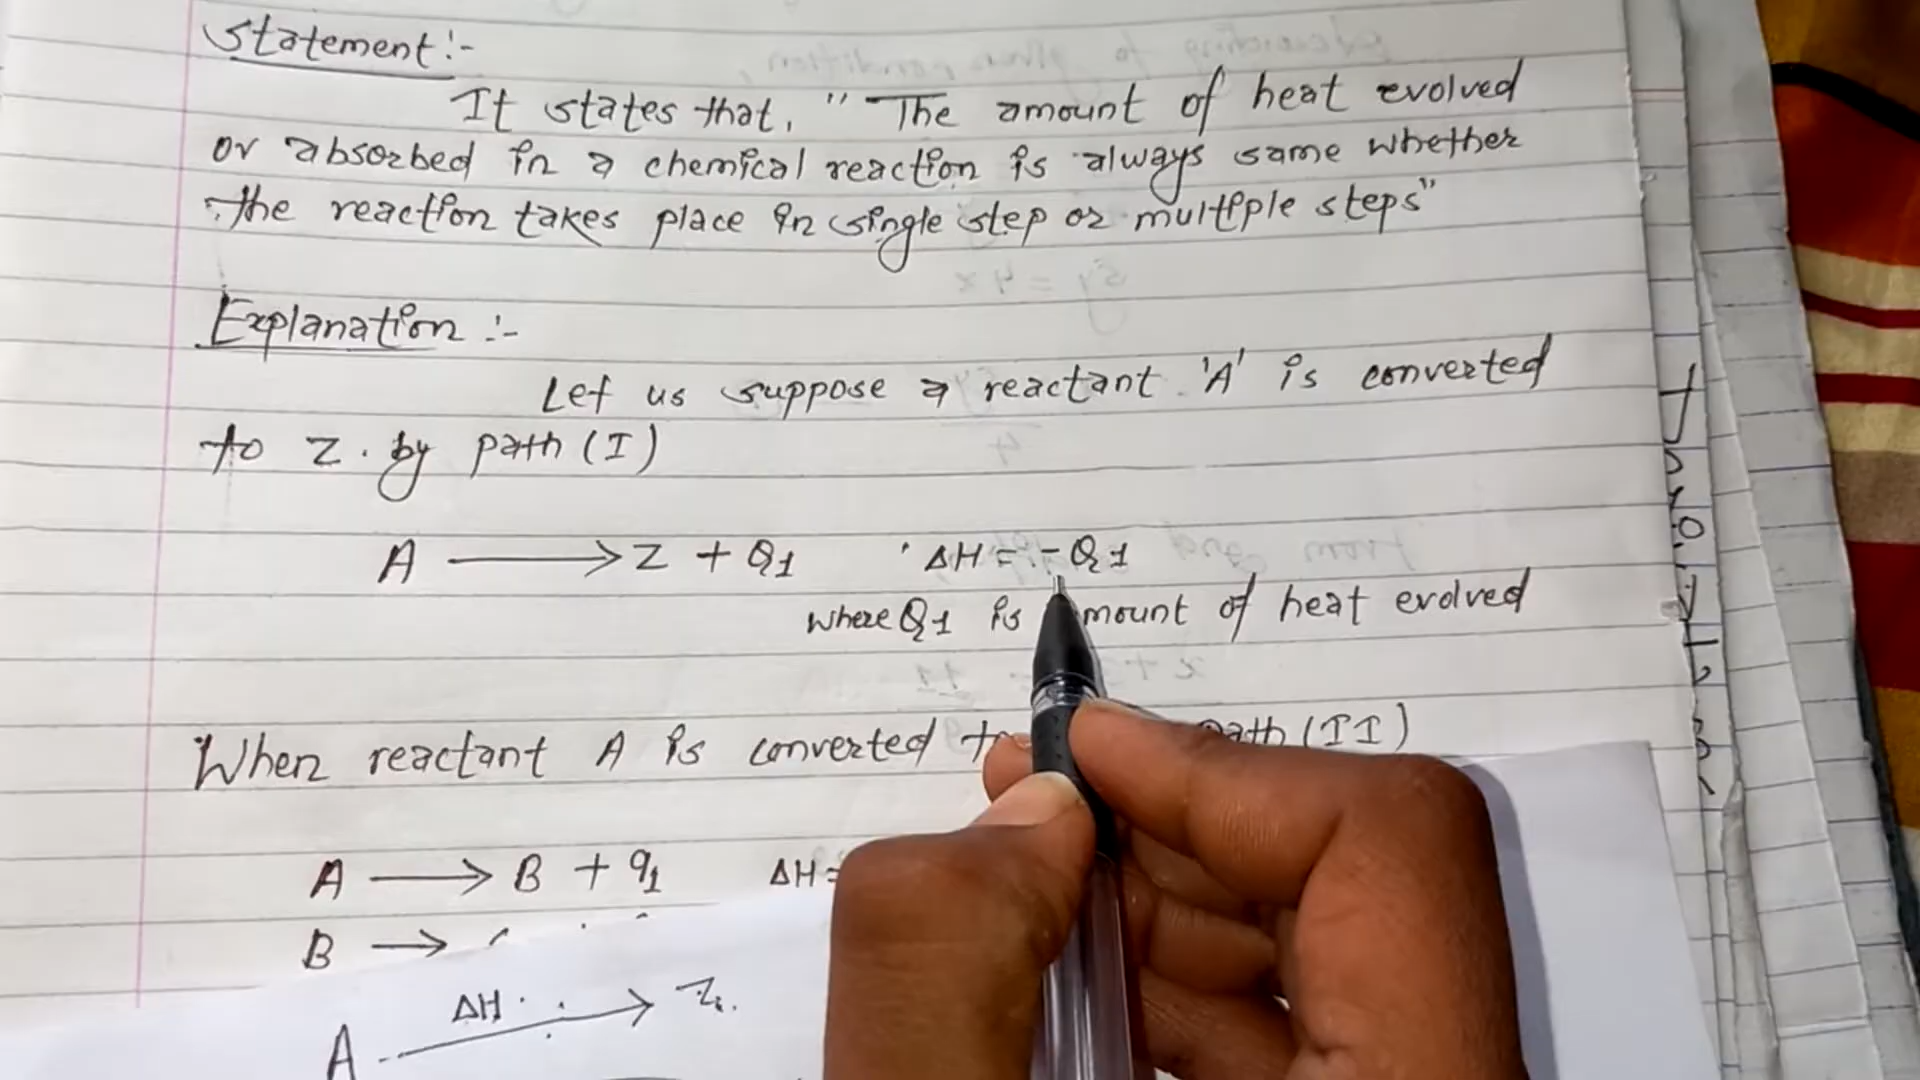 Statement:-
It states that, "The amount of heat evolved
or absorbed in a chemical reaction is always same whether
the reaction takes place in single step or multiple steps"
Explanation:-
Let us suppose a reactant 'A' is converted
to Z. by path (I)
A ⟶ Z + Q1 ΔH = -Q1
where Q1 is amount of heat evolved
When reactant A is converted to path (II)
A ⟶ B + q1 ΔH =
B →
A ΔH → Z